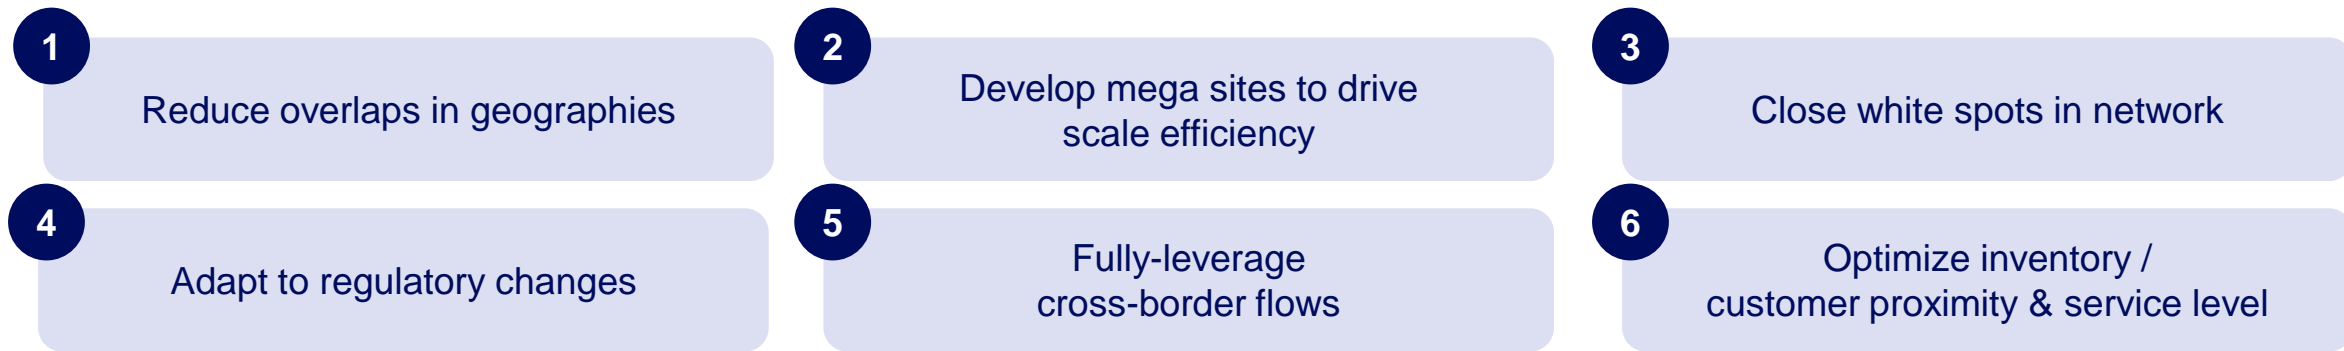 1
Reduce overlaps in geographies
2
Develop mega sites to drive
scale efficiency
3
Close white spots in network
4
Adapt to regulatory changes
5
Fully-leverage
cross-border flows
6
Optimize inventory /
customer proximity & service level